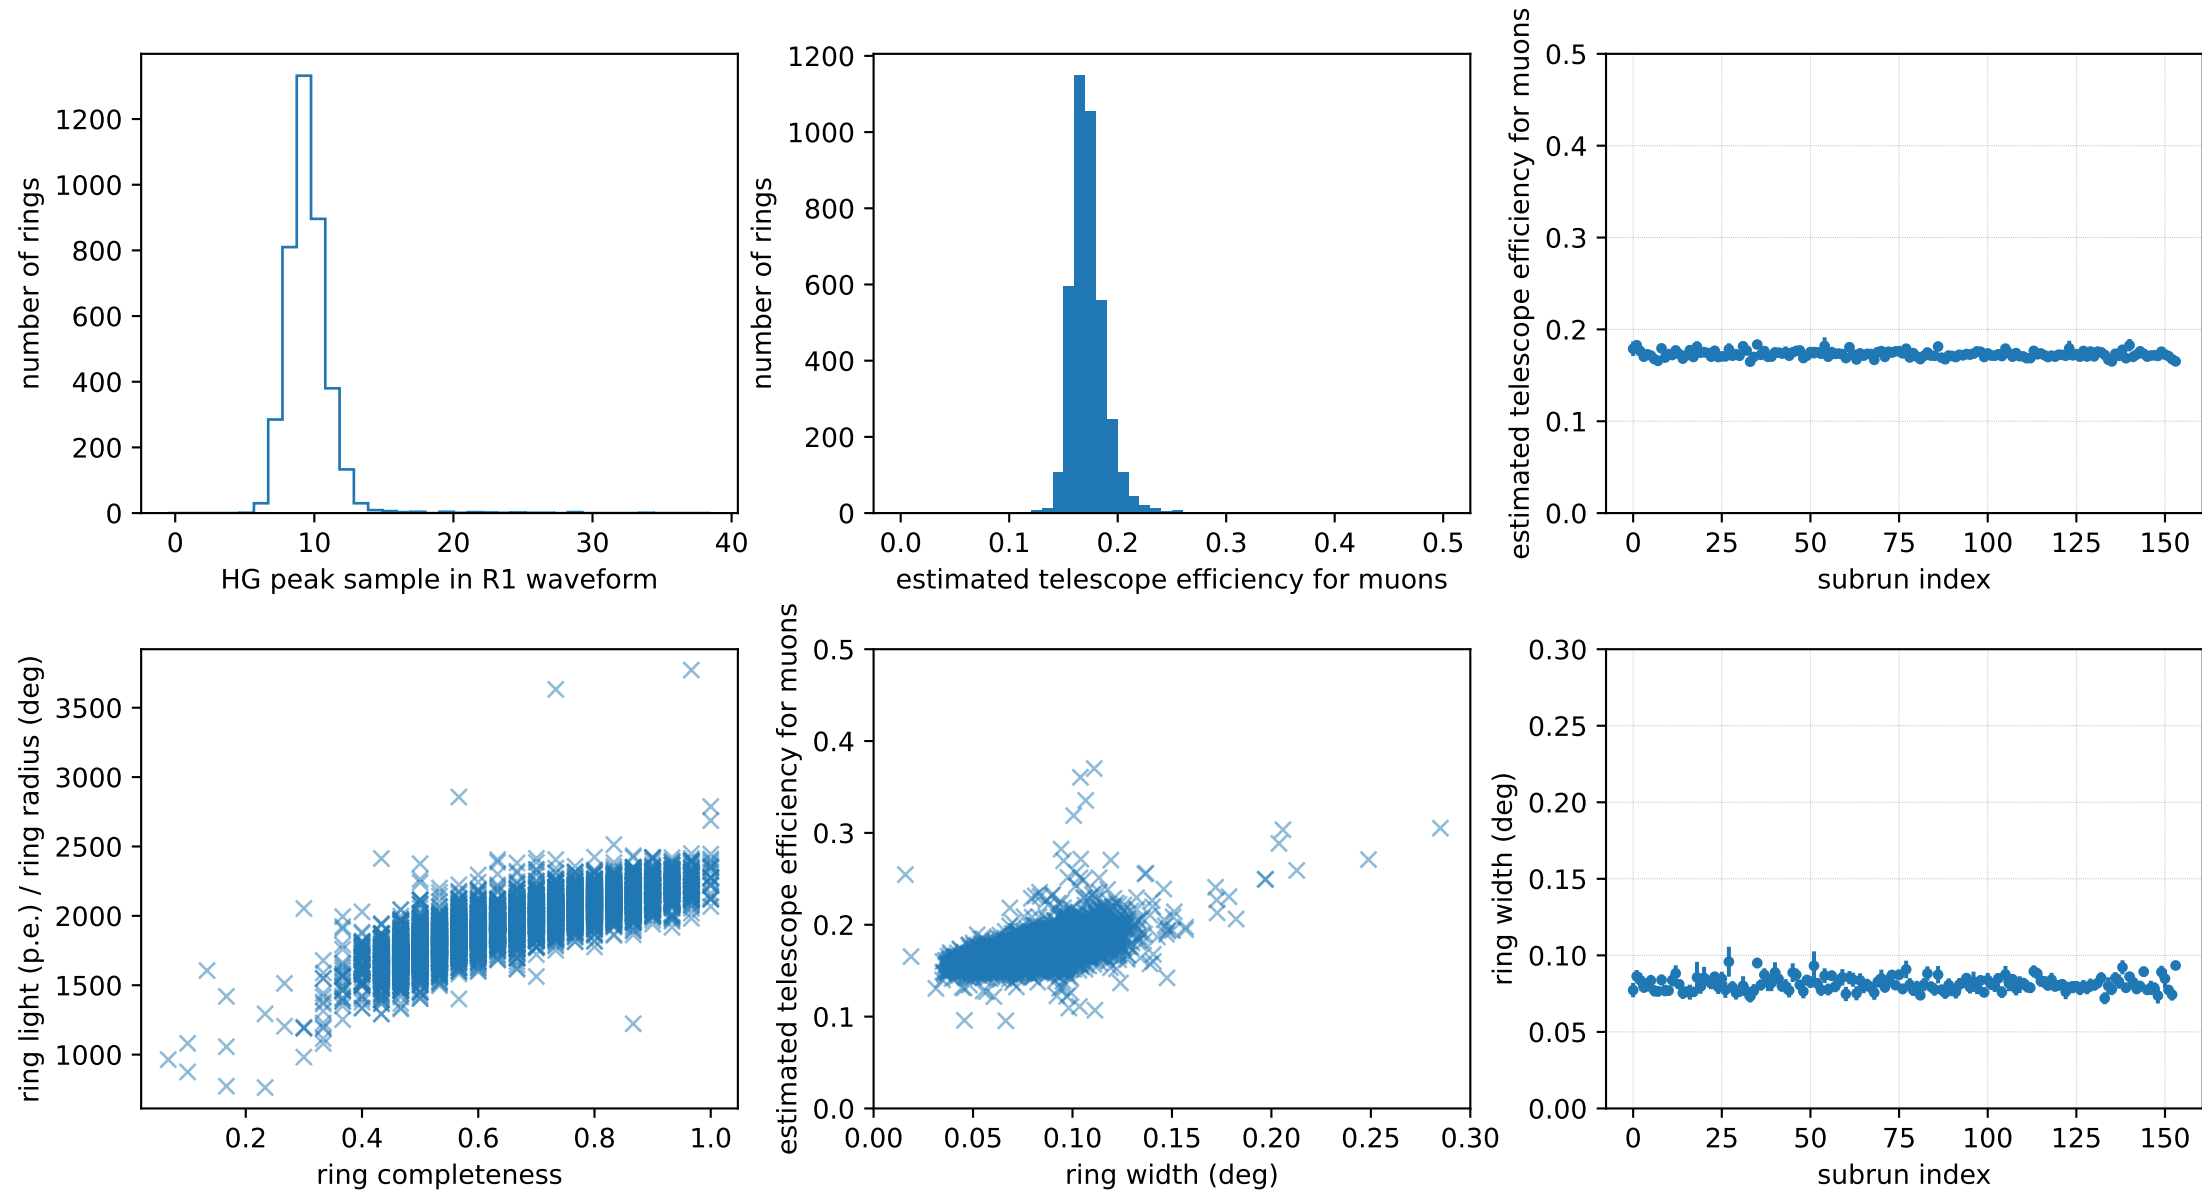 number of rings
1200
1000
800
600
400
200
0
0 10 20 30 40
HG peak sample in R1 waveform
number of rings
1200
1000
800
600
400
200
0
0.0 0.1 0.2 0.3 0.4 0.5
estimated telescope efficiency for muons
estimated telescope efficiency for muons
0.5
0.4
0.3
0.2
0.1
0.0
0 25 50 75 100 125 150
subrun index
ring light (p.e.) / ring radius (deg)
3500
3000
2500
2000
1500
1000
0.2 0.4 0.6 0.8 1.0
ring completeness
estimated telescope efficiency for muons
0.5
0.4
0.3
0.2
0.1
0.0
0.00 0.05 0.10 0.15 0.20 0.25 0.30
ring width (deg)
ring width (deg)
0.30
0.25
0.20
0.15
0.10
0.05
0.00
0 25 50 75 100 125 150
subrun index